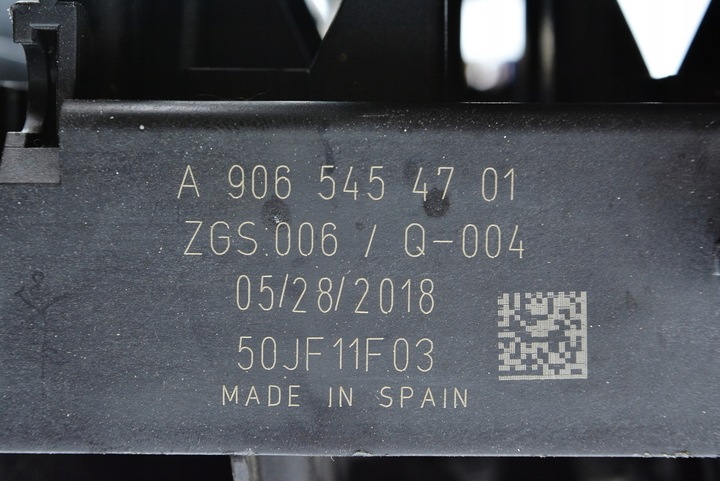 A 906 545 47 01
ZGS:006 / Q-004
05/28/2018
50JF11F03
MADE IN SPAIN